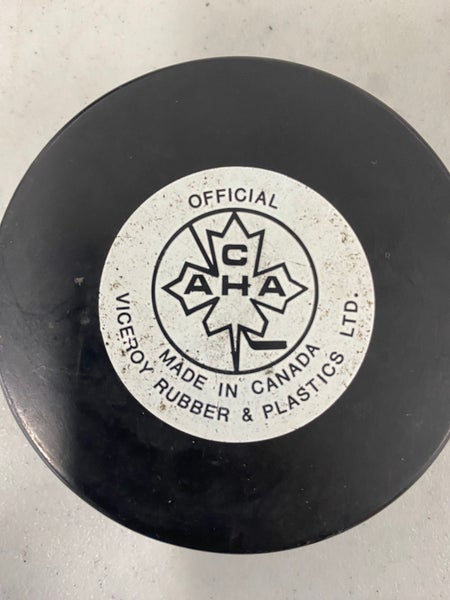 OFFICIAL
C
AHA
MADE IN CANADA
VICEROY RUBBER & PLASTICS LTD.